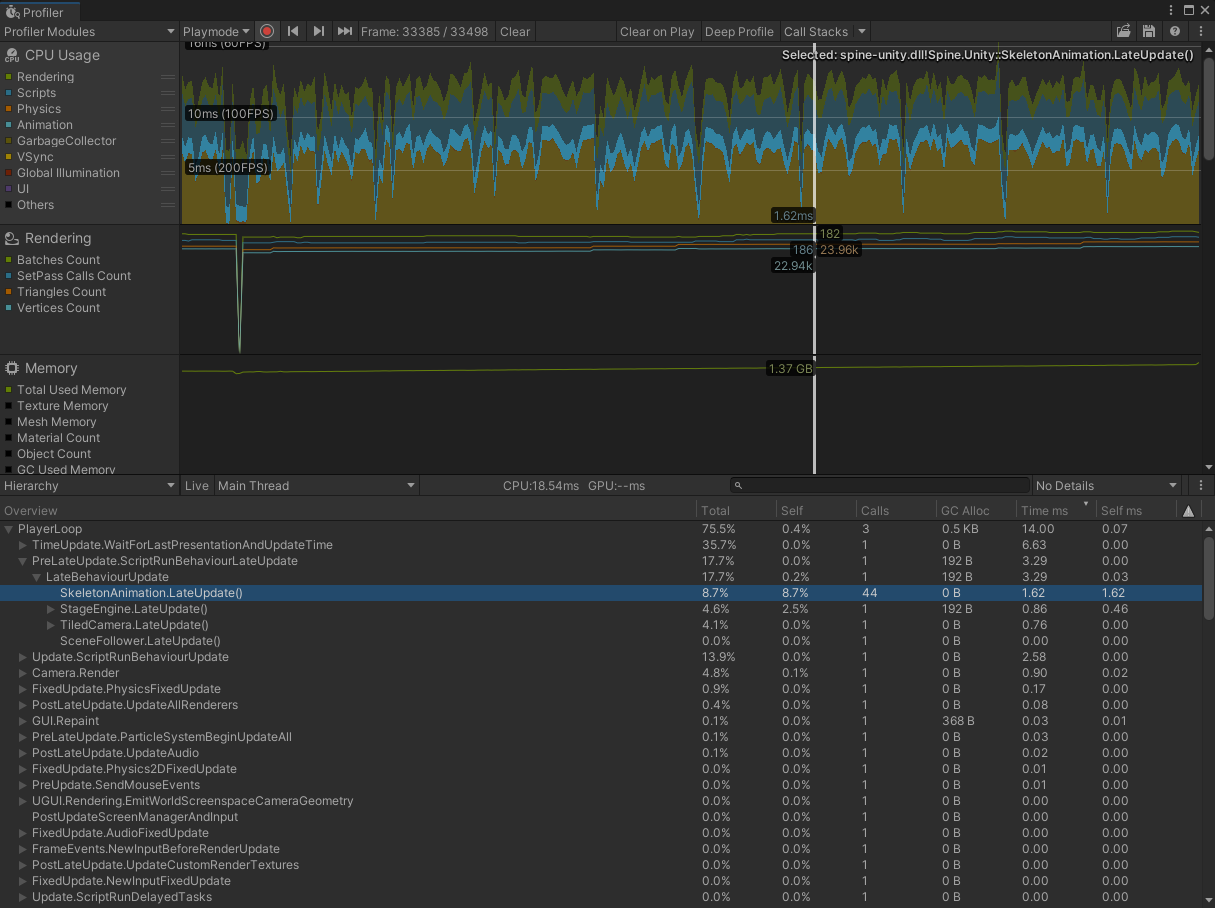 Profiler
Profiler Modules
Playmode
Frame: 33385 / 33498
Clear
Clear on Play
Deep Profile
Call Stacks
CPU Usage
Rendering
Scripts
Physics
Animation
GarbageCollector
VSync
Global Illumination
UI
Others
16ms (60FPS)
Selected: spine-unity.dll!Spine.Unity::SkeletonAnimation.LateUpdate()
10ms (100FPS)
5ms (200FPS)
1.62ms
Rendering
Batches Count
SetPass Calls Count
Triangles Count
Vertices Count
182
186
23.96k
22.94k
Memory
Total Used Memory
Texture Memory
Mesh Memory
Material Count
Object Count
GC Used Memory
1.37 GB
Hierarchy
Live
Main Thread
CPU:18.54ms GPU:--ms
No Details
Overview Total Self Calls GC Alloc Time ms Self ms
PlayerLoop 75.5% 0.4% 3 0.5 KB 14.00 0.07
TimeUpdate.WaitForLastPresentationAndUpdateTime 35.7% 0.0% 1 0 B 6.63 0.00
PreLateUpdate.ScriptRunBehaviourLateUpdate 17.7% 0.0% 1 192 B 3.29 0.00
LateBehaviourUpdate 17.7% 0.2% 1 192 B 3.29 0.03
SkeletonAnimation.LateUpdate() 8.7% 8.7% 44 0 B 1.62 1.62
StageEngine.LateUpdate() 4.6% 2.5% 1 192 B 0.86 0.46
TiledCamera.LateUpdate() 4.1% 0.0% 1 0 B 0.76 0.00
SceneFollower.LateUpdate() 0.0% 0.0% 1 0 B 0.00 0.00
Update.ScriptRunBehaviourUpdate 13.9% 0.0% 1 0 B 2.58 0.00
Camera.Render 4.8% 0.1% 1 0 B 0.90 0.02
FixedUpdate.PhysicsFixedUpdate 0.9% 0.0% 1 0 B 0.17 0.00
PostLateUpdate.UpdateAllRenderers 0.4% 0.0% 1 0 B 0.08 0.00
GUI.Repaint 0.1% 0.0% 1 368 B 0.03 0.01
PreLateUpdate.ParticleSystemBeginUpdateAll 0.1% 0.0% 1 0 B 0.03 0.00
PostLateUpdate.UpdateAudio 0.1% 0.0% 1 0 B 0.02 0.00
FixedUpdate.Physics2DFixedUpdate 0.0% 0.0% 1 0 B 0.01 0.00
PreUpdate.SendMouseEvents 0.0% 0.0% 1 0 B 0.01 0.00
UGUI.Rendering.EmitWorldScreenspaceCameraGeometry 0.0% 0.0% 1 0 B 0.00 0.00
PostUpdateScreenManagerAndInput 0.0% 0.0% 1 0 B 0.00 0.00
FixedUpdate.AudioFixedUpdate 0.0% 0.0% 1 0 B 0.00 0.00
FrameEvents.NewInputBeforeRenderUpdate 0.0% 0.0% 1 0 B 0.00 0.00
PostLateUpdate.UpdateCustomRenderTextures 0.0% 0.0% 1 0 B 0.00 0.00
FixedUpdate.NewInputFixedUpdate 0.0% 0.0% 1 0 B 0.00 0.00
Update.ScriptRunDelayedTasks 0.0% 0.0% 1 0 B 0.00 0.00